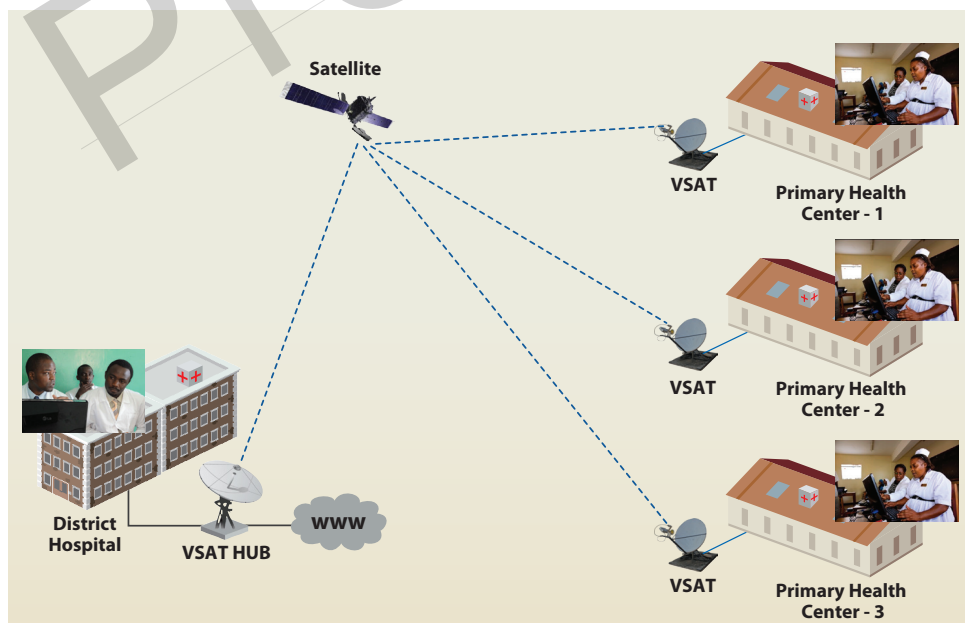 Satellite
VSAT
Primary Health
Center - 1
VSAT
Primary Health
Center - 2
District
Hospital
VSAT HUB
WWW
VSAT
Primary Health
Center - 3